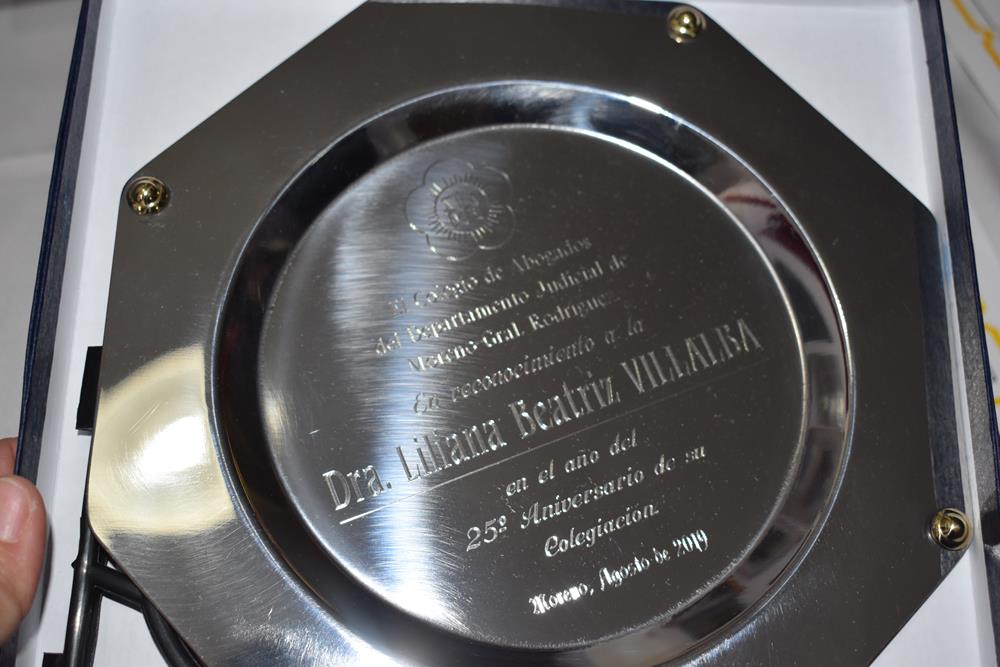 El Colegio de Abogados
del Departamento Judicial de
Moreno-Gral. Rodríguez
En reconocimiento a la
Dra. Liliana Beatriz VILLALBA
en el año del
25º Aniversario de su
Colegiación
Moreno, Agosto de 2019